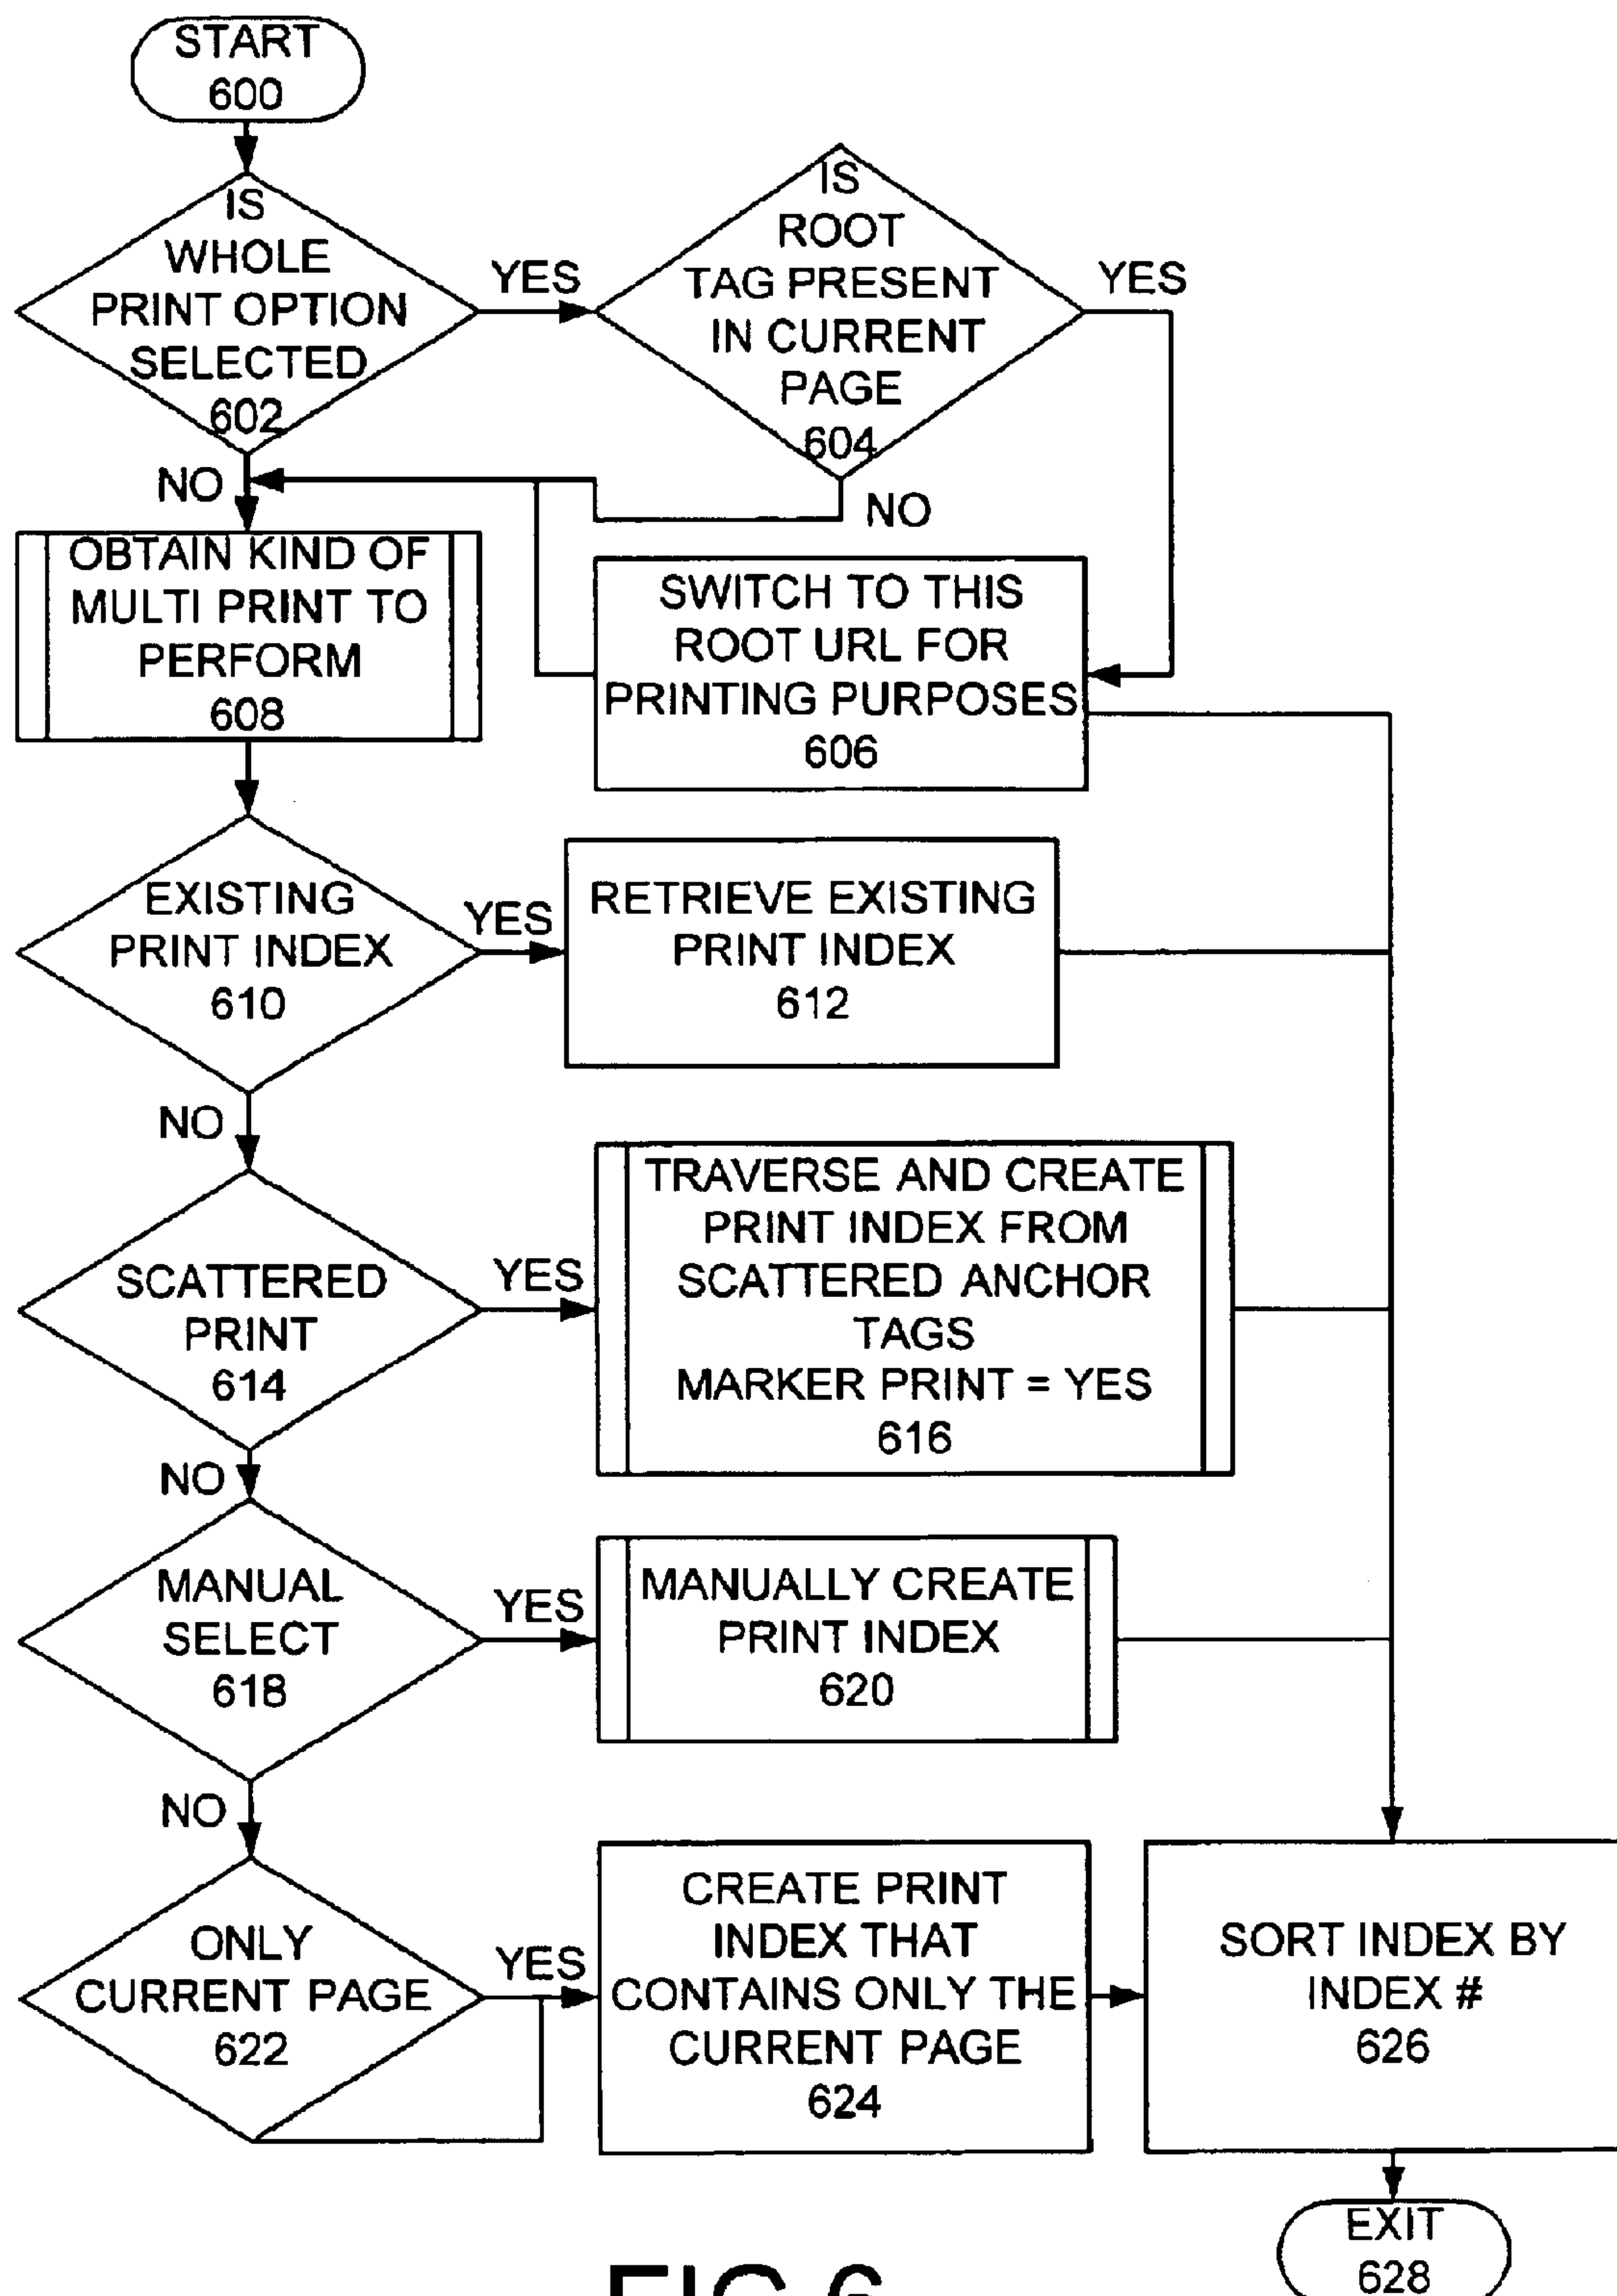 START
600
IS
WHOLE
PRINT OPTION
SELECTED
602
YES
IS
ROOT
TAG PRESENT
IN CURRENT
PAGE
604
YES
NO
NO
OBTAIN KIND OF
MULTI PRINT TO
PERFORM
608
SWITCH TO THIS
ROOT URL FOR
PRINTING PURPOSES
606
EXISTING
PRINT INDEX
610
YES
RETRIEVE EXISTING
PRINT INDEX
612
NO
SCATTERED
PRINT
614
YES
TRAVERSE AND CREATE
PRINT INDEX FROM
SCATTERED ANCHOR
TAGS
MARKER PRINT = YES
616
NO
MANUAL
SELECT
618
YES
MANUALLY CREATE
PRINT INDEX
620
NO
ONLY
CURRENT PAGE
622
YES
CREATE PRINT
INDEX THAT
CONTAINS ONLY THE
CURRENT PAGE
624
SORT INDEX BY
INDEX #
626
EXIT
628
FIG 6